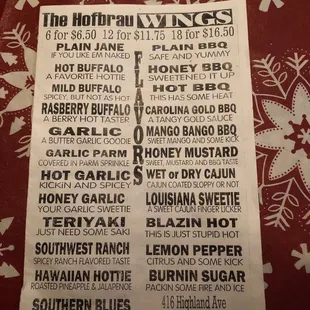 The Hofbrau WINGS
6 for $6.50 12 for $11.75 18 for $16.50
FLAVORS
PLAIN JANE
IF YOU LIKE EM NAKED
HOT BUFFALO
A FAVORITE HOTTIE
MILD BUFFALO
SPICEY, BUT NOT AS HOT
RASBERRY BUFFALO
A BERRY HOT TASTER
GARLIC
A BUTTER GARLIC GOODIE
GARLIC PARM
COVERED IN PARM SPRINKLE
HOT GARLIC
KICKIN AND SPICEY
HONEY GARLIC
YOUR GARLIC SWEETIE
TERIYAKI
JUST NEED SOME SAKI
SOUTHWEST RANCH
SPICEY RANCH FLAVORED TASTE
HAWAIIAN HOTTIE
ROASTED PINEAPPLE & JALAPENOE
SOUTHERN BLUES
PLAIN BBQ
SAFE AND YUMMY
HONEY BBQ
SWEETENED IT UP
HOT BBQ
THIS HAS SOME HEAT
CAROLINA GOLD BBQ
A TANGY GOLD SAUCE
MANGO BANGO BBQ
SWEET MANGO AND SOME KICK
HONEY MUSTARD
SWEET, MUSTARD AND BBQ TASTE
WET or DRY CAJUN
CAJUN COATED SLOPPY OR NOT
LOUISIANA SWEETIE
A SWEET CAJUN FINGER LICKER
BLAZIN HOT
THIS IS JUST STUPID HOT
LEMON PEPPER
CITRUS AND SOME KICK
BURNIN SUGAR
PACKIN SOME FIRE AND ICE
416 Highland Ave